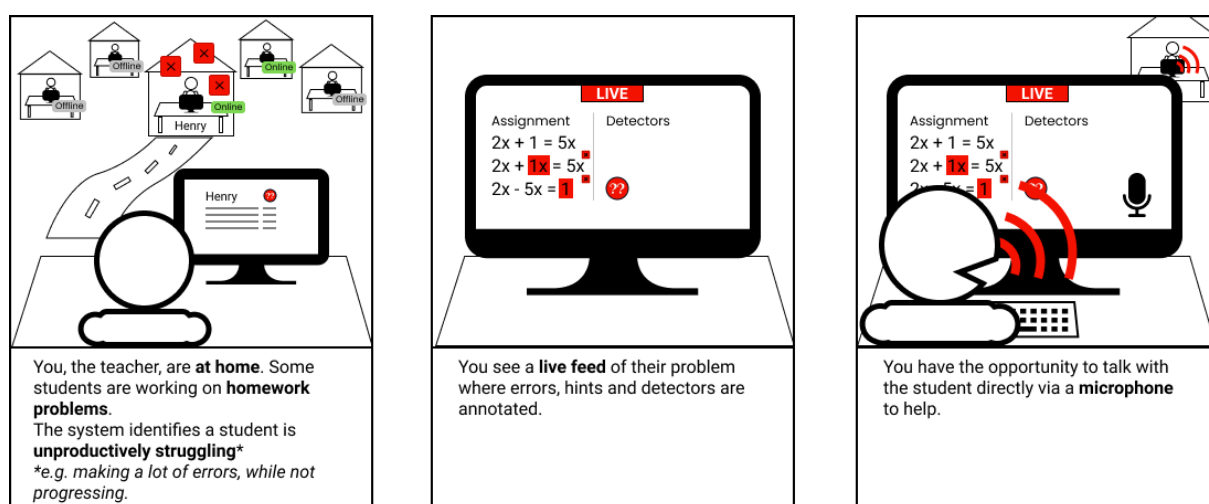 Offline
Offline
Online
Online
Offline
Henry
Henry
??
You, the teacher, are at home. Some
students are working on homework
problems.
The system identifies a student is
unproductively struggling*
*e.g. making a lot of errors, while not
progressing.
LIVE
Assignment
Detectors
2x + 1 = 5x
2x + 1x = 5x
2x - 5x = 1
??
You see a live feed of their problem
where errors, hints and detectors are
annotated.
LIVE
Assignment
Detectors
2x + 1 = 5x
2x + 1x = 5x
2x - 5x = 1
??
You have the opportunity to talk with
the student directly via a microphone
to help.